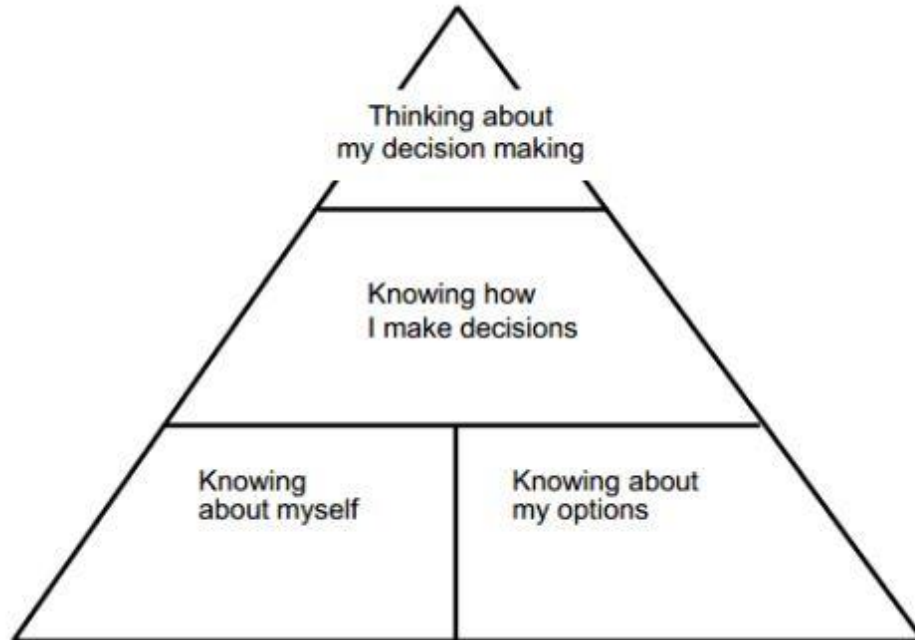 Thinking about
my decision making
Knowing how
I make decisions
Knowing
about myself
Knowing about
my options